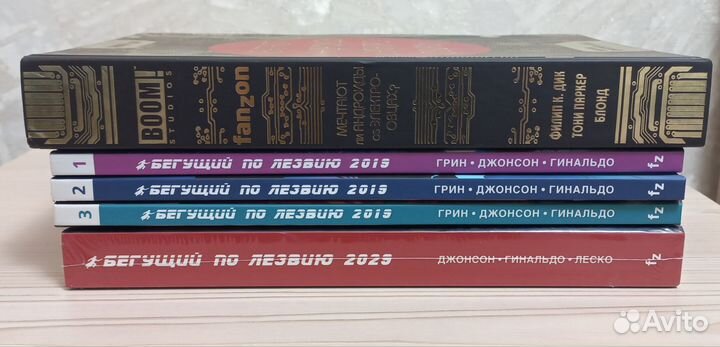 BOOM!
STUDIOS
fanzon
МЕЧТАЮТ
ЛИ АНДРОИДЫ
ОБ ЭЛЕКТРО-
ОВЦАХ?
ФИЛИП К. ДИК
ТОНИ ПАРКЕР
БЛОНД
1 БЕГУЩИЙ ПО ЛЕЗВИЮ 2019 ГРИН • ДЖОНСОН • ГИНАЛЬДО fz
2 БЕГУЩИЙ ПО ЛЕЗВИЮ 2019 ГРИН • ДЖОНСОН • ГИНАЛЬДО fz
3 БЕГУЩИЙ ПО ЛЕЗВИЮ 2019 ГРИН • ДЖОНСОН • ГИНАЛЬДО fz
БЕГУЩИЙ ПО ЛЕЗВИЮ 2029 ДЖОНСОН • ГИНАЛЬДО • ЛЕСКО fz
Avito